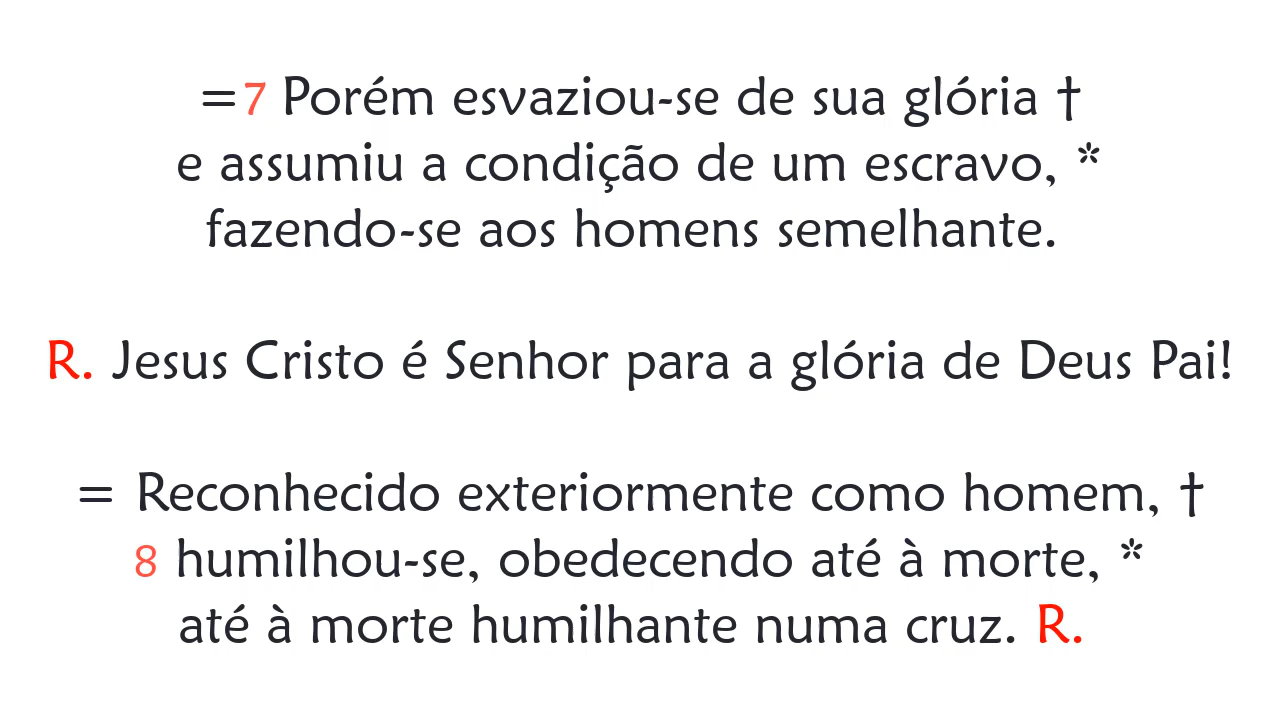 =7 Porém esvaziou-se de sua glória †
e assumiu a condição de um escravo, *
fazendo-se aos homens semelhante.
R. Jesus Cristo é Senhor para a glória de Deus Pai!
= Reconhecido exteriormente como homem, †
8 humilhou-se, obedecendo até à morte, *
até à morte humilhante numa cruz. R.